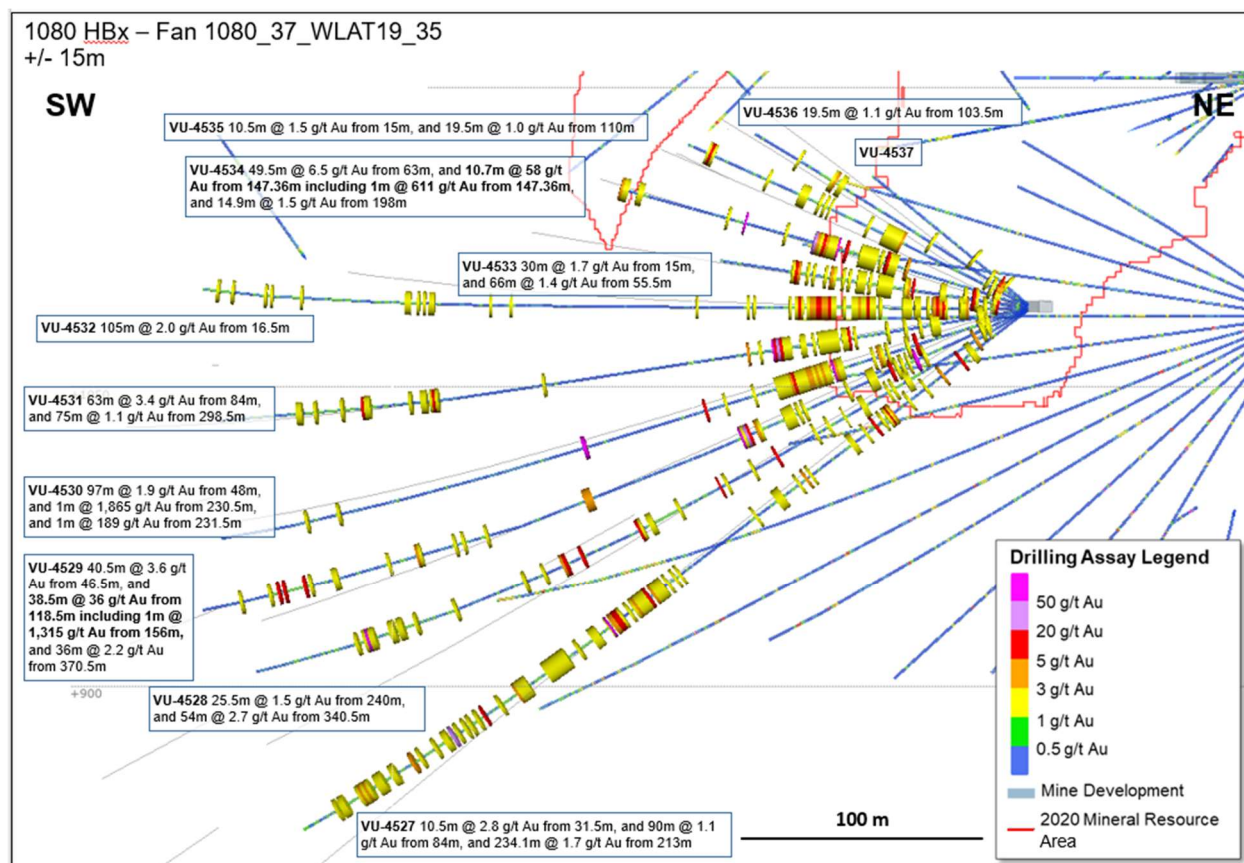 1080 HBx – Fan 1080_37_WLAT19_35
+/- 15m
SW
NE
VU-4536 19.5m @ 1.1 g/t Au from 103.5m
VU-4535 10.5m @ 1.5 g/t Au from 15m, and 19.5m @ 1.0 g/t Au from 110m
VU-4537
VU-4534 49.5m @ 6.5 g/t Au from 63m, and 10.7m @ 58 g/t
Au from 147.36m including 1m @ 611 g/t Au from 147.36m,
and 14.9m @ 1.5 g/t Au from 198m
VU-4533 30m @ 1.7 g/t Au from 15m,
and 66m @ 1.4 g/t Au from 55.5m
VU-4532 105m @ 2.0 g/t Au from 16.5m
VU-4531 63m @ 3.4 g/t Au from 84m,
and 75m @ 1.1 g/t Au from 298.5m
VU-4530 97m @ 1.9 g/t Au from 48m,
and 1m @ 1,865 g/t Au from 230.5m,
and 1m @ 189 g/t Au from 231.5m
VU-4529 40.5m @ 3.6 g/t
Au from 46.5m, and
38.5m @ 36 g/t Au from
118.5m including 1m @
1,315 g/t Au from 156m,
and 36m @ 2.2 g/t Au
from 370.5m
+900
VU-4528 25.5m @ 1.5 g/t Au from 240m,
and 54m @ 2.7 g/t Au from 340.5m
VU-4527 10.5m @ 2.8 g/t Au from 31.5m, and 90m @ 1.1
g/t Au from 84m, and 234.1m @ 1.7 g/t Au from 213m
100 m
Drilling Assay Legend
50 g/t Au
20 g/t Au
5 g/t Au
3 g/t Au
1 g/t Au
0.5 g/t Au
Mine Development
2020 Mineral Resource
Area